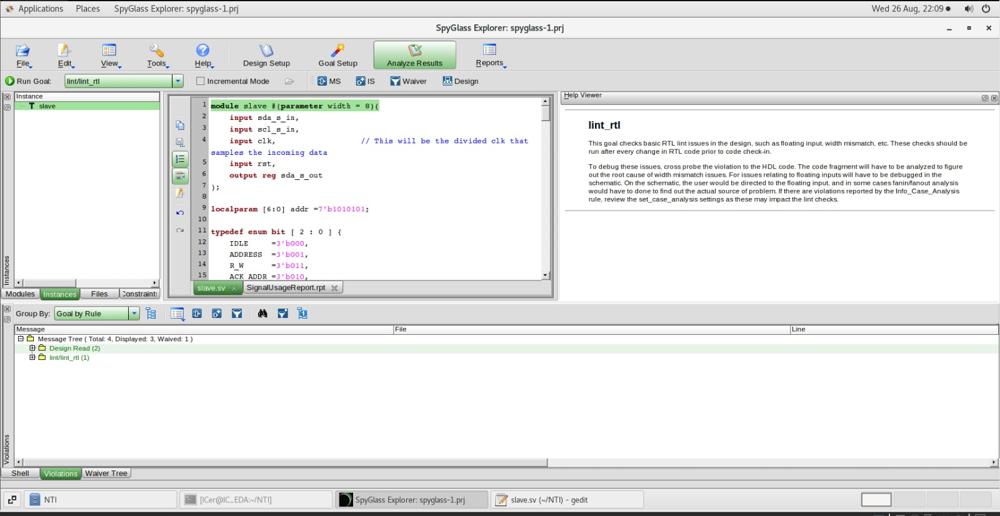 Applications Places SpyGlass Explorer: spyglass-1.prj Wed 26 Aug, 22:09
SpyGlass Explorer: spyglass-1.prj
File Edit View Tools Help Design Setup Goal Setup Analyze Results Reports
Run Goal: lint/lint_rtl Incremental Mode MS IS Waiver Design
Instance
slave
Instances
Modules Instances Files Constraint
1 module slave #(parameter width = 8)(
2 input sda_s_in,
3 input scl_s_in,
4 input clk, // This will be the divided clk that
samples the incoming data
5 input rst,
6 output reg sda_s_out
7 );
8
9 localparam [6:0] addr =7'b1010101;
10
11 typedef enum bit [ 2 : 0 ] {
12 IDLE =3'b000,
13 ADDRESS =3'b001,
14 R_W =3'b011,
15 ACK_ADDR =3'b010,
slave.sv SignalUsageReport.rpt
Help Viewer
lint_rtl
This goal checks basic RTL lint issues in the design, such as floating input, width mismatch, etc. These checks should be
run after every change in RTL code prior to code check-in.
To debug these issues, cross probe the violation to the HDL code. The code fragment will have to be analyzed to figure
out the root cause of width mismatch issues. For issues relating to floating inputs will have to be debugged in the
schematic. On the schematic, the user would be directed to the floating input, and in some cases fanin/fanout analysis
would have to done to find out the actual source of problem. If there are violations reported by the Info_Case_Analysis
rule, review the set_case_analysis settings as these may impact the lint checks.
Group By: Goal by Rule
Message File Line
Message Tree ( Total: 4, Displayed: 3, Waived: 1 )
Design Read (2)
lint/lint_rtl (1)
Violations
Shell Violations Waiver Tree
NTI [ICer@IC_EDA:~/NTI] SpyGlass Explorer: spyglass-1.prj slave.sv (~/NTI) - gedit